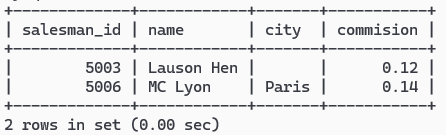 +-------------+------------+-------+-----------+
| salesman_id | name       | city  | commision |
+-------------+------------+-------+-----------+
|        5003 | Lauson Hen |       |      0.12 |
|        5006 | MC Lyon    | Paris |      0.14 |
+-------------+------------+-------+-----------+
2 rows in set (0.00 sec)